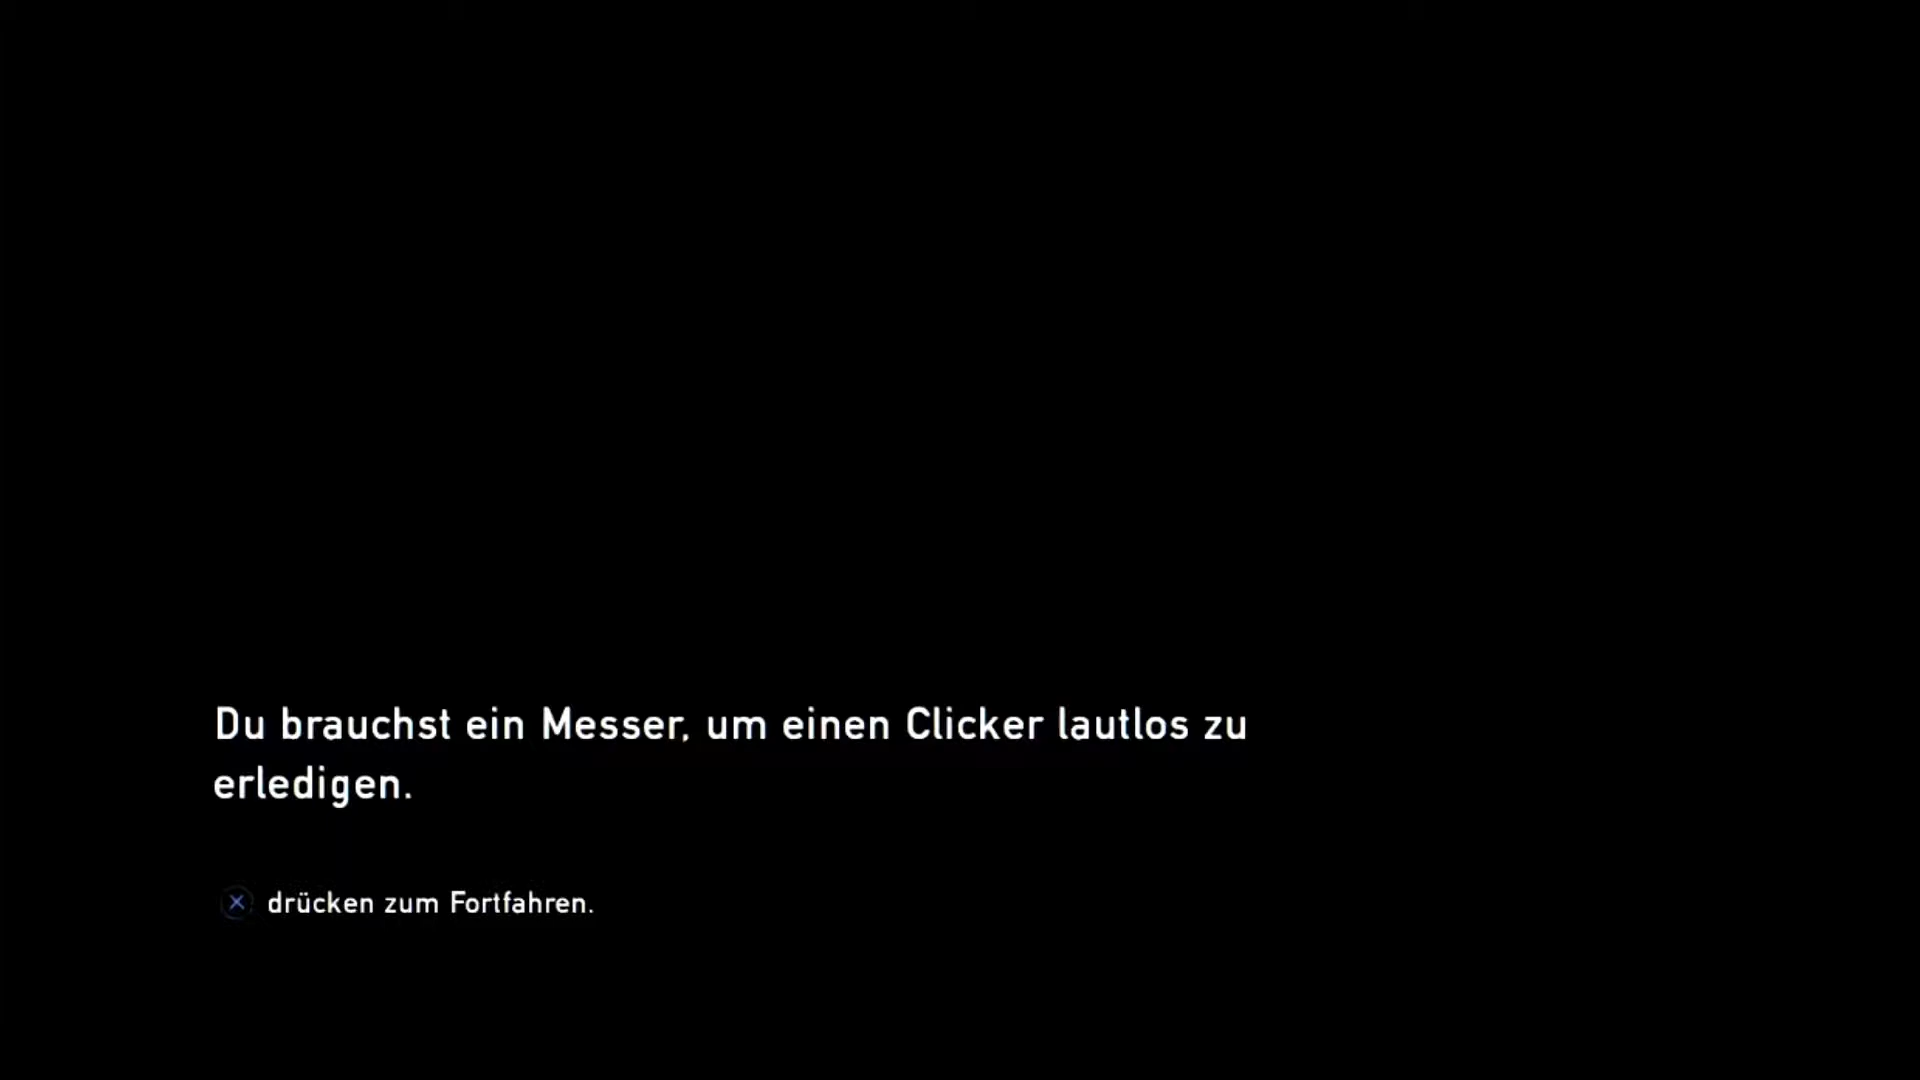 Du brauchst ein Messer, um einen Clicker lautlos zu
erledigen.
drücken zum Fortfahren.